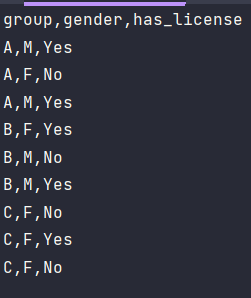 group,gender,has_license
A,M,Yes
A,F,No
A,M,Yes
B,F,Yes
B,M,No
B,M,Yes
C,F,No
C,F,Yes
C,F,No